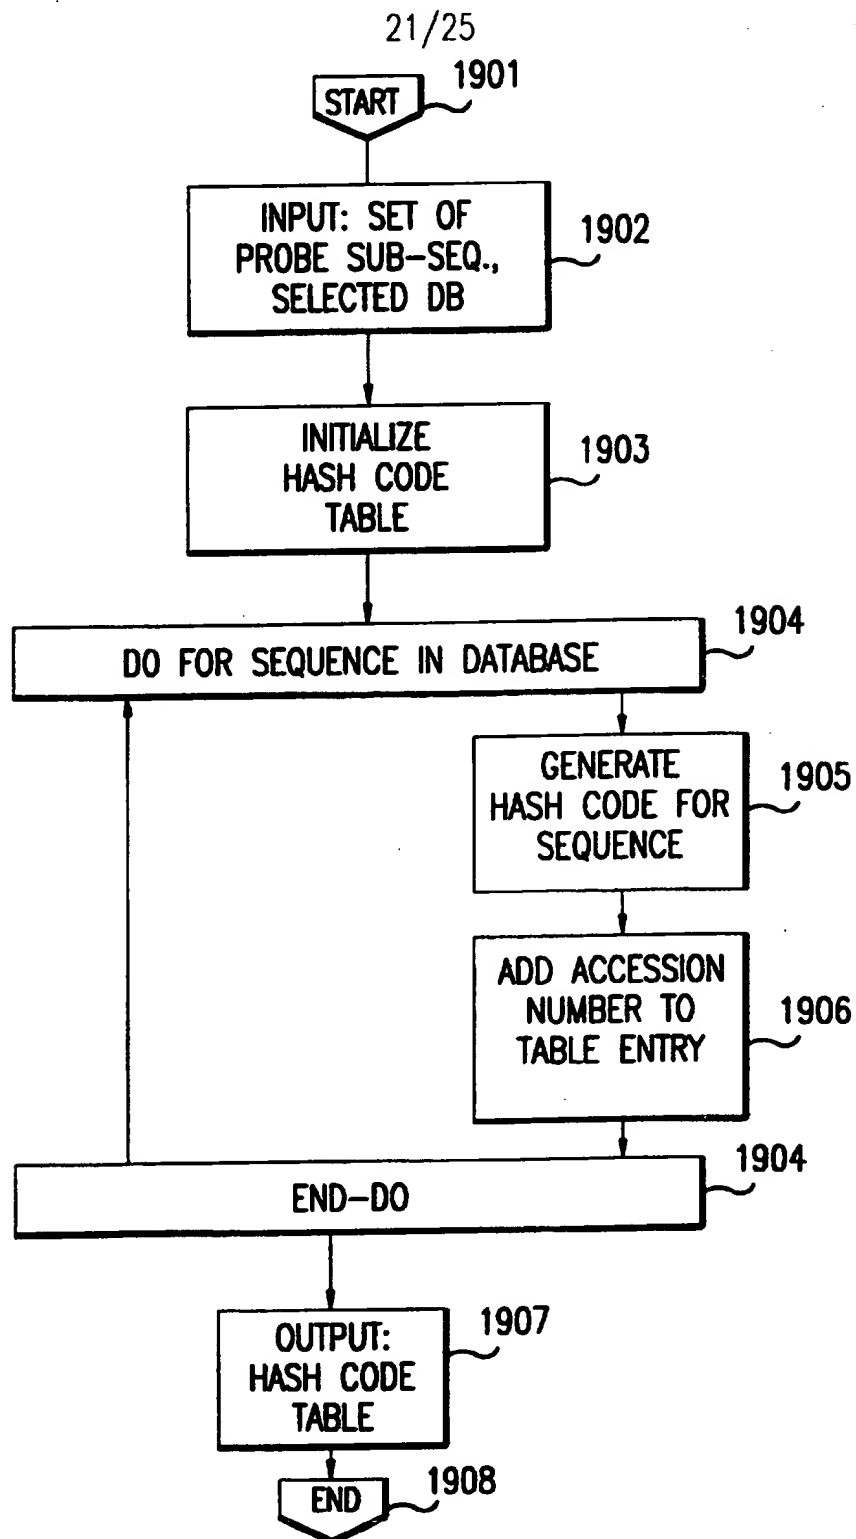 21/25
START
1901
INPUT: SET OF
PROBE SUB-SEQ.,
SELECTED DB
1902
INITIALIZE
HASH CODE
TABLE
1903
DO FOR SEQUENCE IN DATABASE
1904
GENERATE
HASH CODE FOR
SEQUENCE
1905
ADD ACCESSION
NUMBER TO
TABLE ENTRY
1906
END-DO
1904
OUTPUT:
HASH CODE
TABLE
1907
END
1908